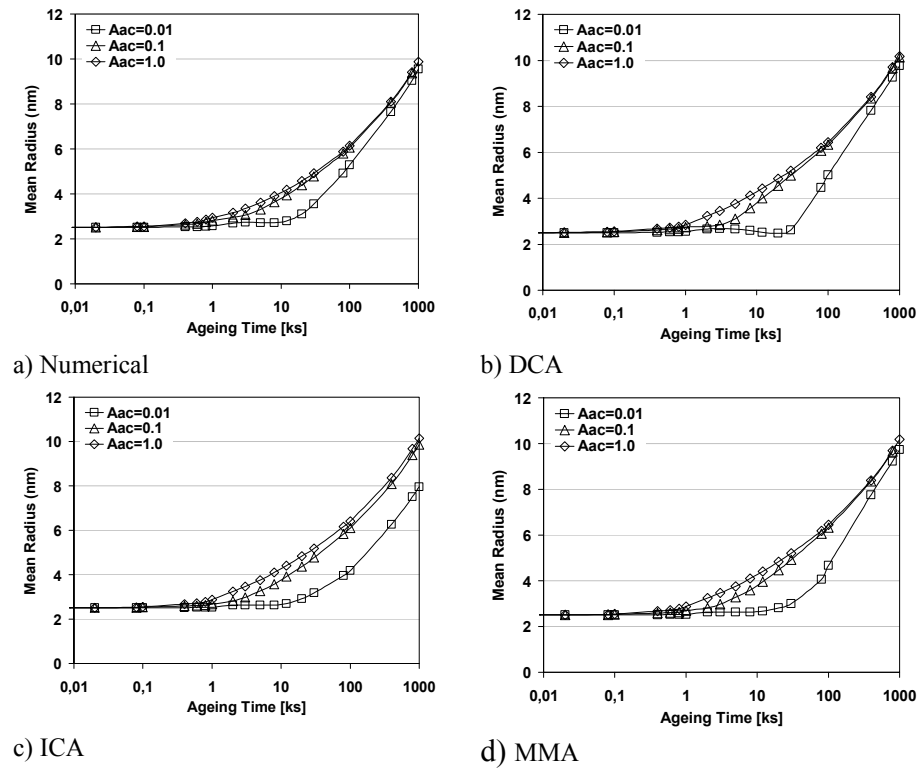 12
10
8
6
4
2
0
Mean Radius (nm)
Aac=0.01
Aac=0.1
Aac=1.0
0,01 0,1 1 10 100 1000
Ageing Time [ks]
a) Numerical
12
10
8
6
4
2
0
Mean Radius (nm)
Aac=0.01
Aac=0.1
Aac=1.0
0,01 0,1 1 10 100 1000
Ageing Time [ks]
b) DCA
12
10
8
6
4
2
0
Mean Radius (nm)
Aac=0.01
Aac=0.1
Aac=1.0
0,01 0,1 1 10 100 1000
Ageing Time [ks]
c) ICA
12
10
8
6
4
2
0
Mean Radius (nm)
Aac=0.01
Aac=0.1
Aac=1.0
0,01 0,1 1 10 100 1000
Ageing Time [ks]
d) MMA